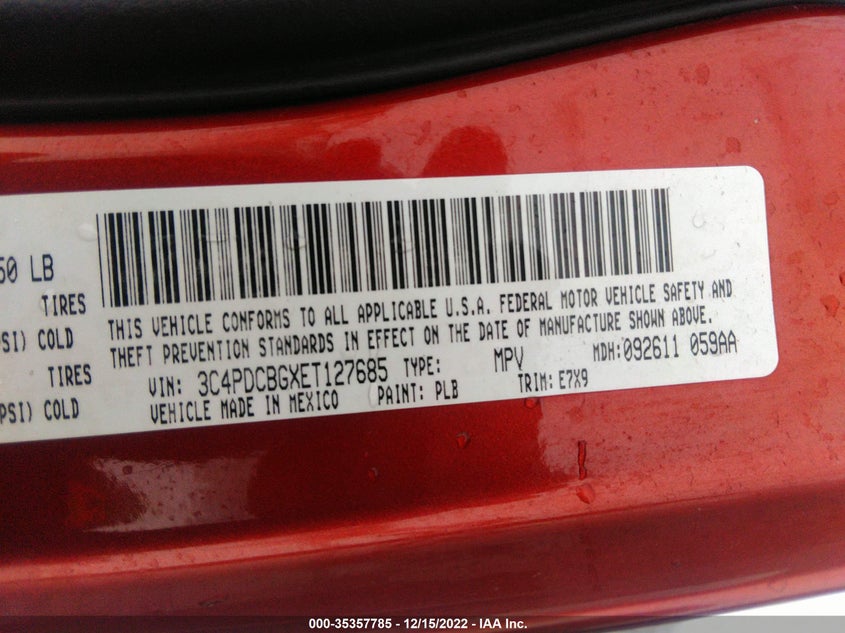 50 LB
TIRES
PSI) COLD
TIRES
PSI) COLD
THIS VEHICLE CONFORMS TO ALL APPLICABLE U.S.A. FEDERAL MOTOR VEHICLE SAFETY AND
THEFT PREVENTION STANDARDS IN EFFECT ON THE DATE OF MANUFACTURE SHOWN ABOVE.
VIN: 3C4PDCBGXET127685 TYPE: MPV MDH:092611 059AA
VEHICLE MADE IN MEXICO PAINT: PLB TRIM: E7X9
000-35357785 - 12/15/2022 - IAA Inc.